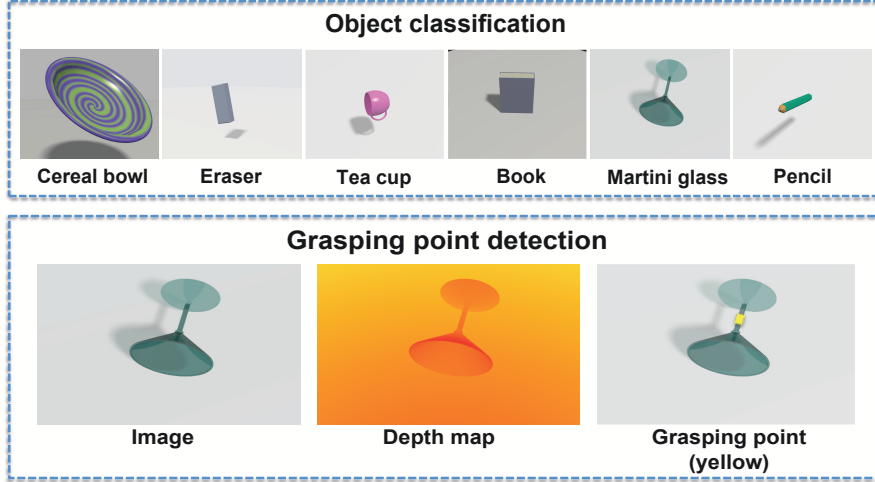 Object classification
Cereal bowl
Eraser
Tea cup
Book
Martini glass
Pencil
Grasping point detection
Image
Depth map
Grasping point
(yellow)